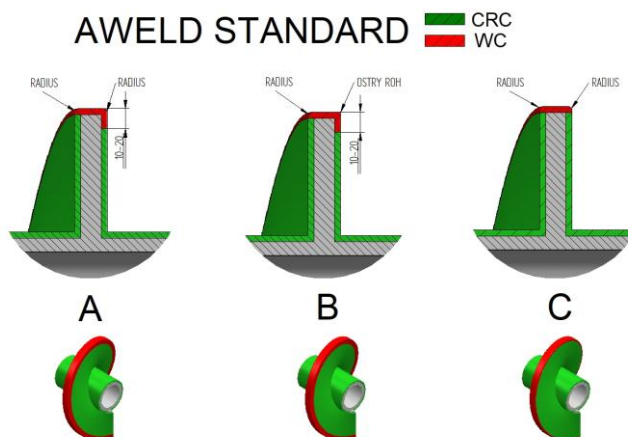 AWELD STANDARD
CRC
WC
RADIUS
RADIUS
10-20
RADIUS
OSTRY ROH
10-20
RADIUS
RADIUS
A
B
C